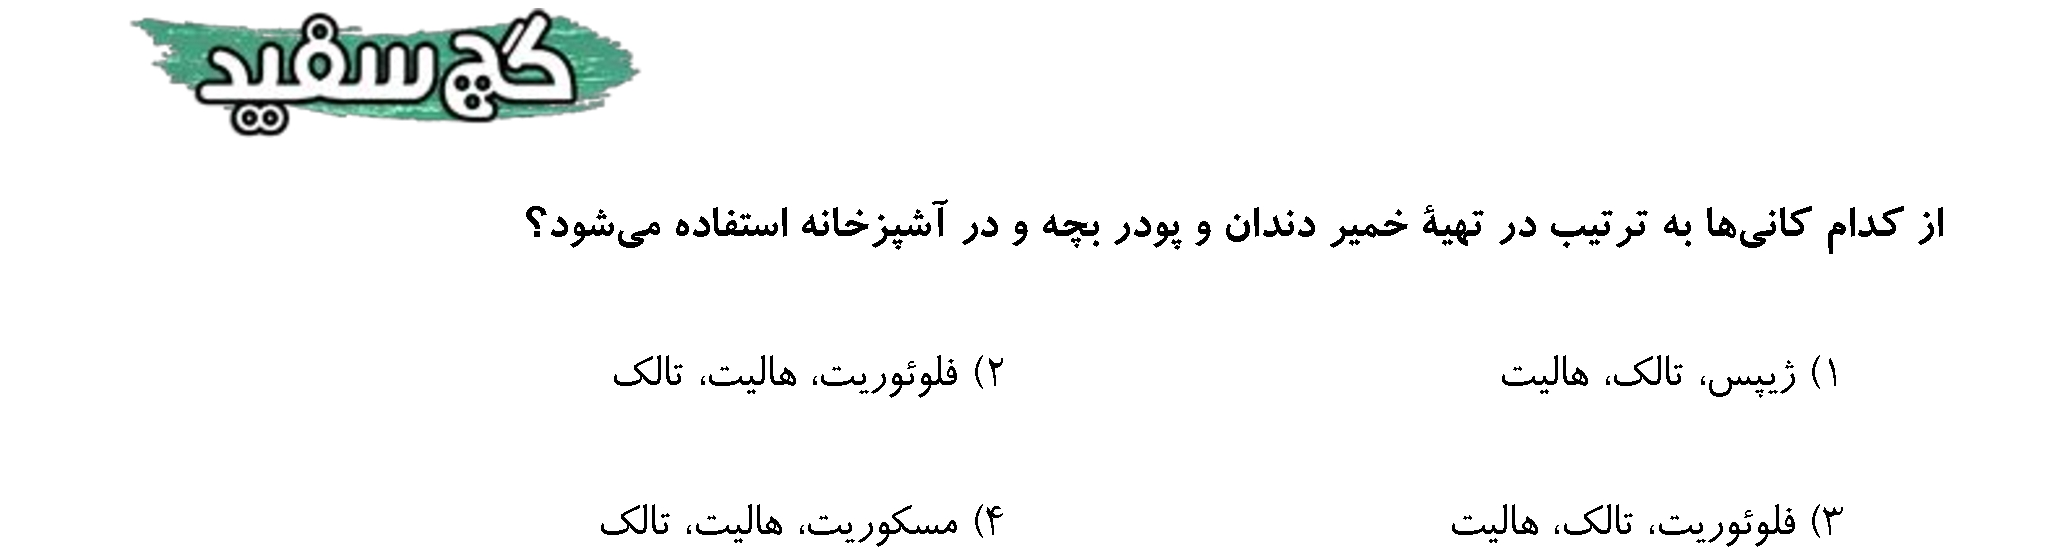 گچ سفید
از کدام کانی‌ها به ترتیب در تهیهٔ خمیر دندان و پودر بچه و در آشپزخانه استفاده می‌شود؟
۱) ژیپس، تالک، هالیت
۲) فلوئوریت، هالیت، تالک
۳) فلوئوریت، تالک، هالیت
۴) مسکوریت، هالیت، تالک